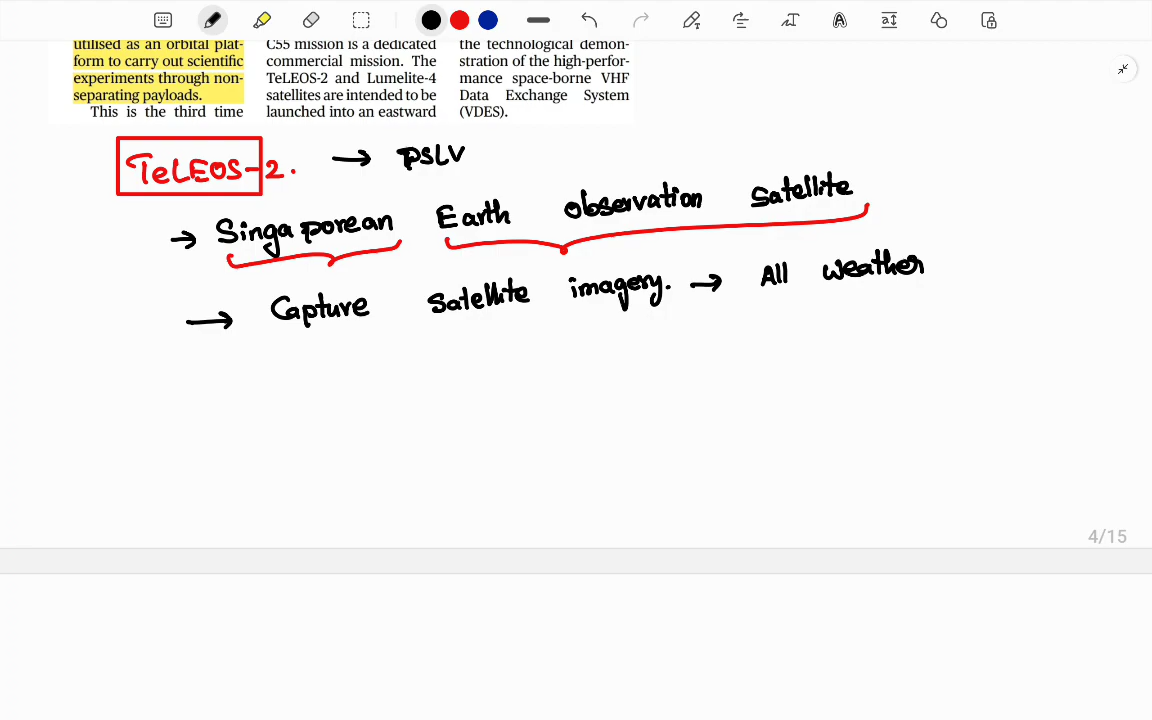 utilised as an orbital plat-
form to carry out scientific
experiments through non-
separating payloads.
This is the third time
C55 mission is a dedicated
commercial mission. The
TeLEOS-2 and Lumelite-4
satellites are intended to be
launched into an eastward
the technological demon-
stration of the high-perfor-
mance space-borne VHF
Data Exchange System
(VDES).
TeLEOS-2. → PSLV
→ Singaporean Earth observation Satellite
→ Capture Satellite imagery. → All weather
4/15